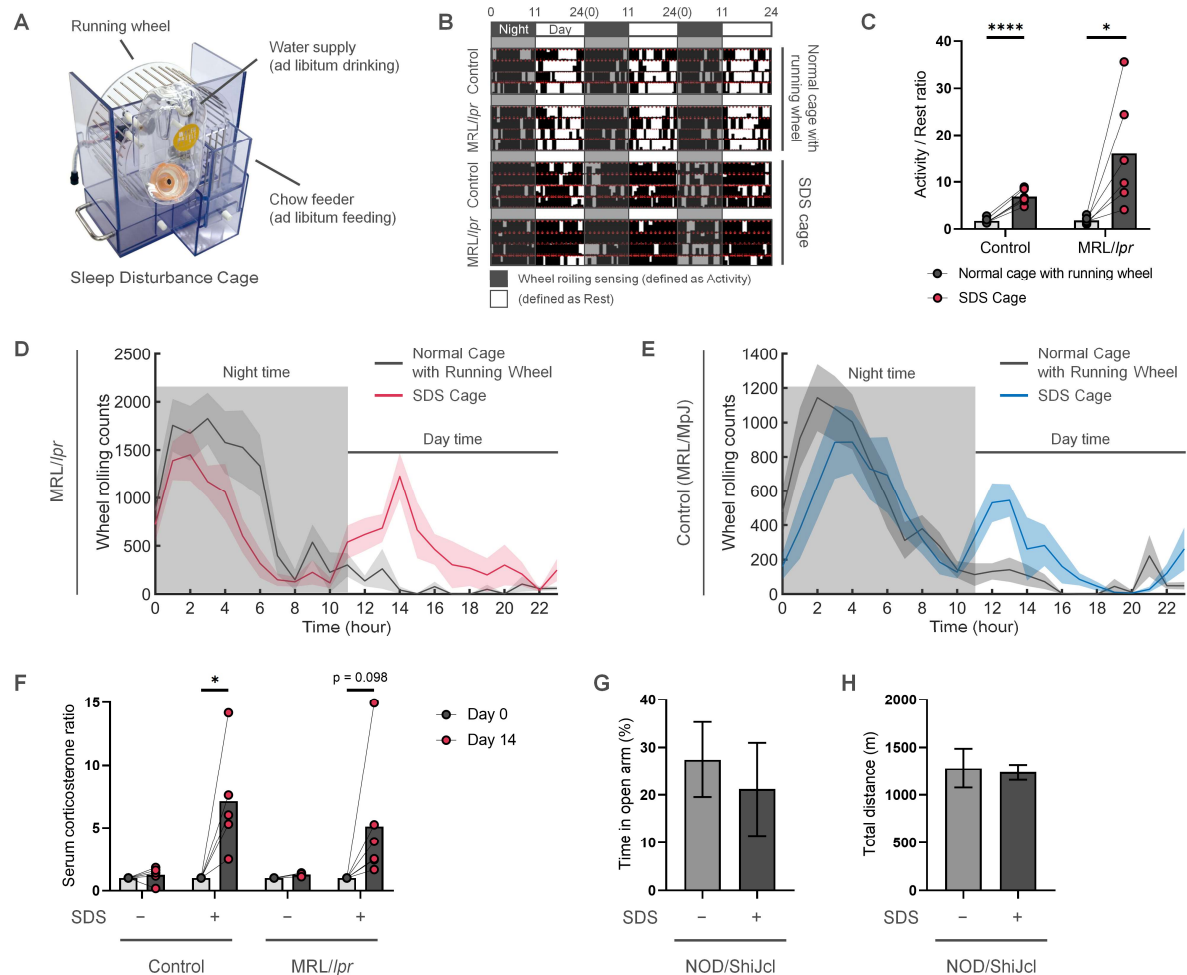 A
Running wheel
Water supply
(ad libitum drinking)
Chow feeder
(ad libitum feeding)
Sleep Disturbance Cage
B
0 11 24(0) 11 24(0) 11 24
Night Day
Control
MRL/lpr
Control
MRL/lpr
Normal cage with
running wheel
SDS cage
Wheel roiling sensing (defined as Activity)
(defined as Rest)
C
**** *
Activity / Rest ratio
40
30
20
10
0
Control MRL/lpr
Normal cage with running wheel
SDS Cage
D
MRL/lpr
Wheel rolling counts
2500
2000
1500
1000
500
0
Night time
Normal Cage
with Running Wheel
SDS Cage
Day time
0 2 4 6 8 10 12 14 16 18 20 22
Time (hour)
E
Control (MRL/MpJ)
Wheel rolling counts
1400
1200
1000
800
600
400
200
0
Night time
Normal Cage
with Running Wheel
SDS Cage
Day time
0 2 4 6 8 10 12 14 16 18 20 22
Time (hour)
F
Serum corticosterone ratio
15
10
5
0
* p = 0.098
Day 0
Day 14
SDS − + − +
Control MRL/lpr
G
Time in open arm (%)
40
30
20
10
0
SDS − +
NOD/ShiJcl
H
Total distance (m)
2000
1500
1000
500
0
SDS − +
NOD/ShiJcl